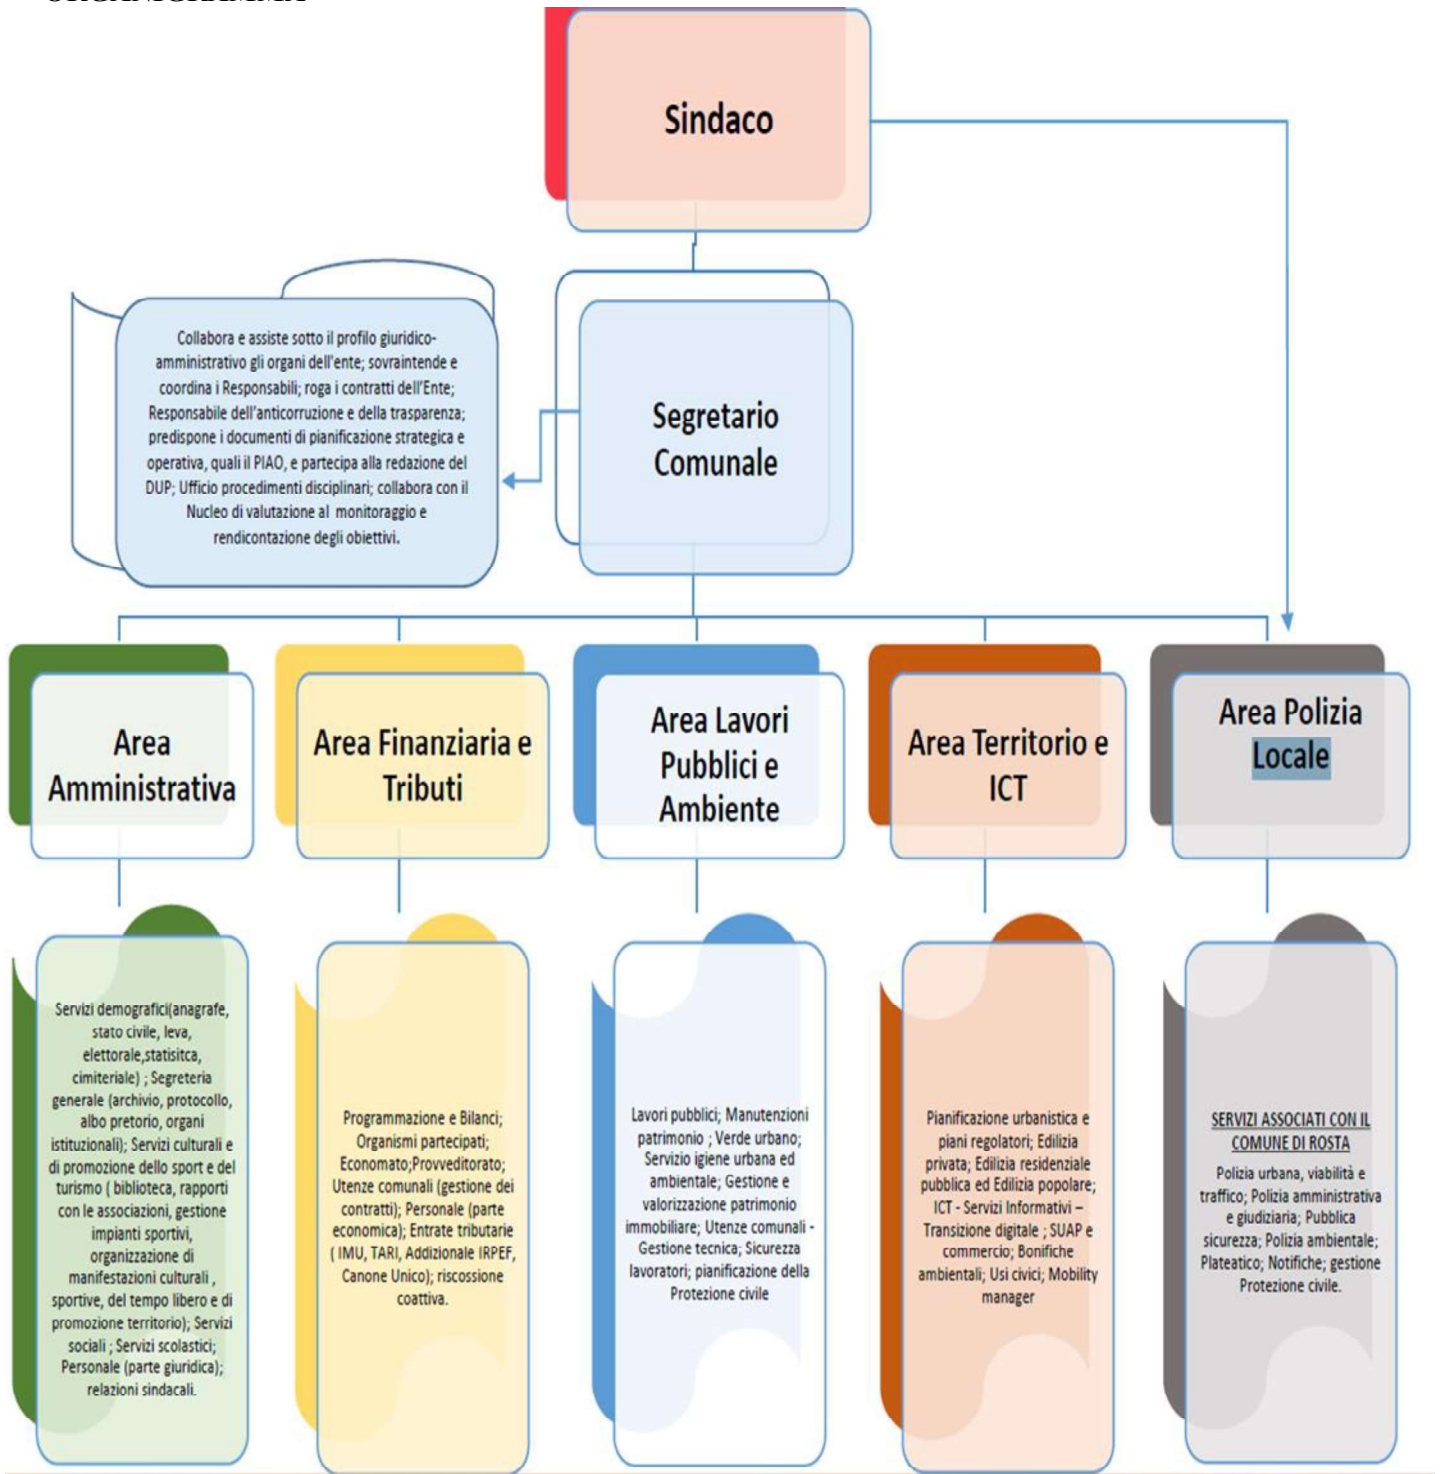 ORGANIGRAMMA
Sindaco
Collabora e assiste sotto il profilo giuridico-
amministrativo gli organi dell'ente; sovraintende e
coordina i Responsabili; roga i contratti dell'Ente;
Responsabile dell'anticorruzione e della trasparenza;
predispone i documenti di pianificazione strategica e
operativa, quali il PIAO, e partecipa alla redazione del
DUP; Ufficio procedimenti disciplinari; collabora con il
Nucleo di valutazione al monitoraggio e
rendicontazione degli obiettivi.
Segretario
Comunale
Area
Amministrativa
Area Finanziaria e
Tributi
Area Lavori
Pubblici e
Ambiente
Area Territorio e
ICT
Area Polizia
Locale
Servizi demografici(anagrafe,
stato civile, leva,
elettorale,statisitca,
cimiteriale) ; Segreteria
generale (archivio, protocollo,
albo pretorio, organi
istituzionali); Servizi culturali e
di promozione dello sport e del
turismo ( biblioteca, rapporti
con le associazioni, gestione
impianti sportivi,
organizzazione di
manifestazioni culturali ,
sportive, del tempo libero e di
promozione territorio); Servizi
sociali ; Servizi scolastici;
Personale (parte giuridica);
relazioni sindacali.
Programmazione e Bilanci;
Organismi partecipati;
Economato;Provveditorato;
Utenze comunali (gestione dei
contratti); Personale (parte
economica); Entrate tributarie
( IMU, TARI, Addizionale IRPEF,
Canone Unico); riscossione
coattiva.
Lavori pubblici; Manutenzioni
patrimonio ; Verde urbano;
Servizio igiene urbana ed
ambientale; Gestione e
valorizzazione patrimonio
immobiliare; Utenze comunali -
Gestione tecnica; Sicurezza
lavoratori; pianificazione della
Protezione civile
Pianificazione urbanistica e
piani regolatori; Edilizia
privata; Edilizia residenziale
pubblica ed Edilizia popolare;
ICT - Servizi Informativi –
Transizione digitale ; SUAP e
commercio; Bonifiche
ambientali; Usi civici; Mobility
manager
SERVIZI ASSOCIATI CON IL
COMUNE DI ROSTA
Polizia urbana, viabilità e
traffico; Polizia amministrativa
e giudiziaria; Pubblica
sicurezza; Polizia ambientale;
Plateatico; Notifiche; gestione
Protezione civile.